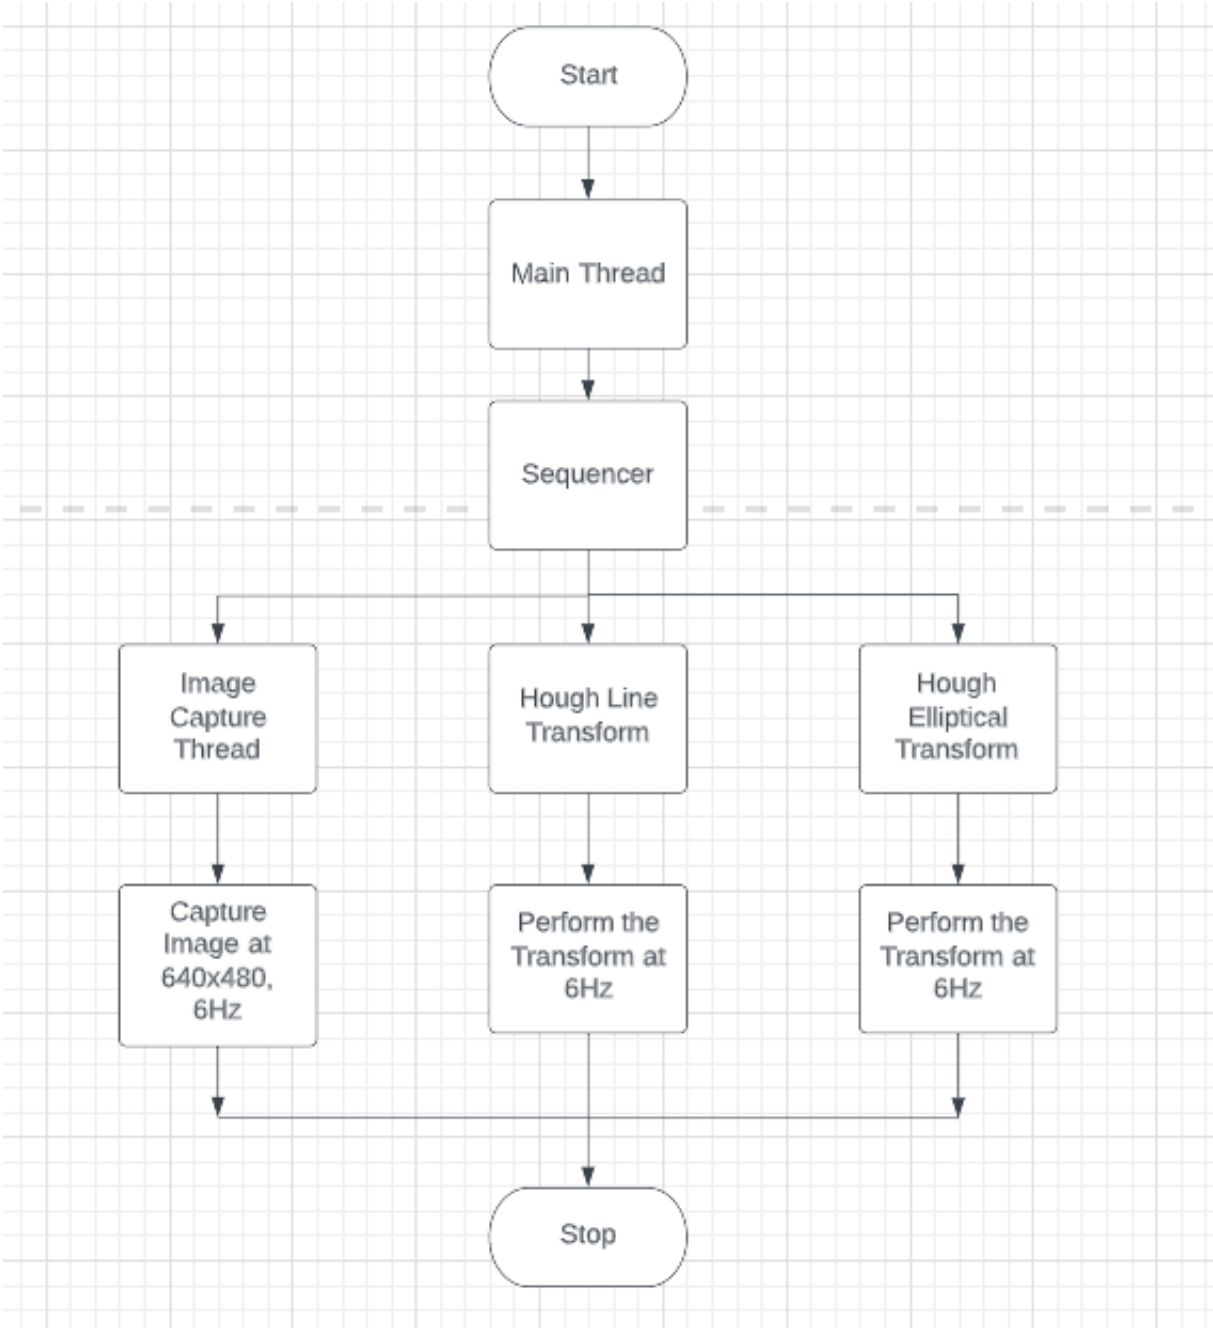 Start
Main Thread
Sequencer
Image
Capture
Thread
Hough Line
Transform
Hough
Elliptical
Transform
Capture
Image at
640x480,
6Hz
Perform the
Transform at
6Hz
Perform the
Transform at
6Hz
Stop